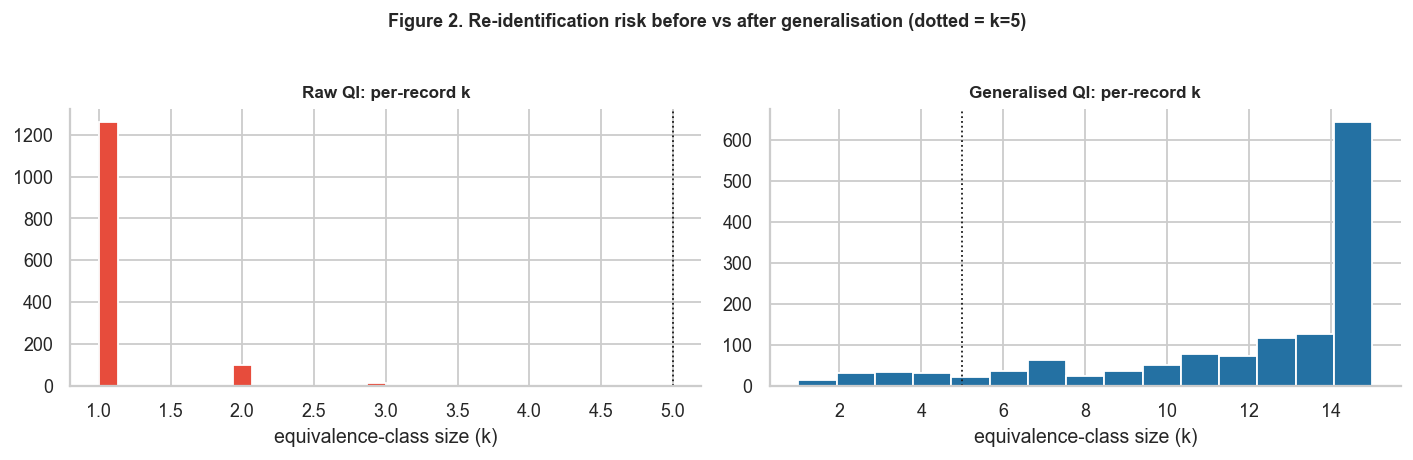 Figure 2. Re-identification risk before vs after generalisation (dotted = k=5)
Raw QI: per-record k
1200
1000
800
600
400
200
0
1.0 1.5 2.0 2.5 3.0 3.5 4.0 4.5 5.0
equivalence-class size (k)
Generalised QI: per-record k
600
500
400
300
200
100
0
2 4 6 8 10 12 14
equivalence-class size (k)